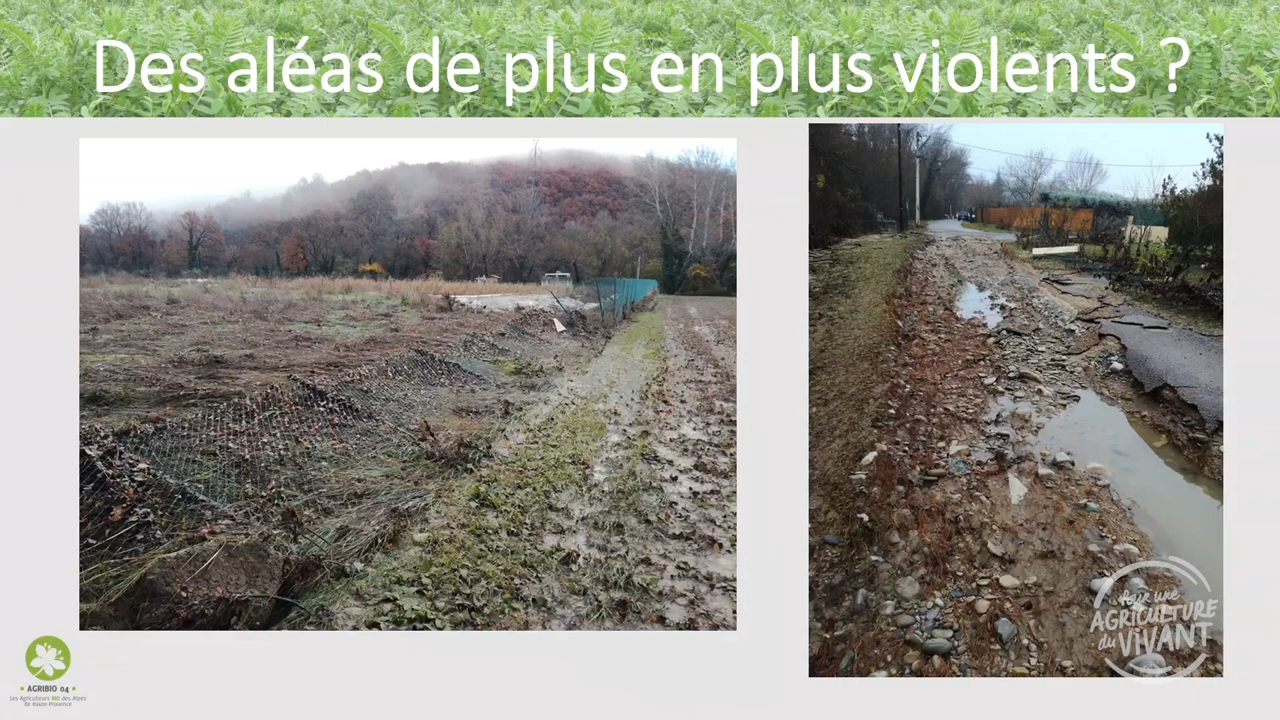 Des aléas de plus en plus violents ?
Pour une
AGRICULTURE
du VIVANT
• AGRIBIO 04 •
Les Agriculteurs BIO des Alpes
de Haute-Provence